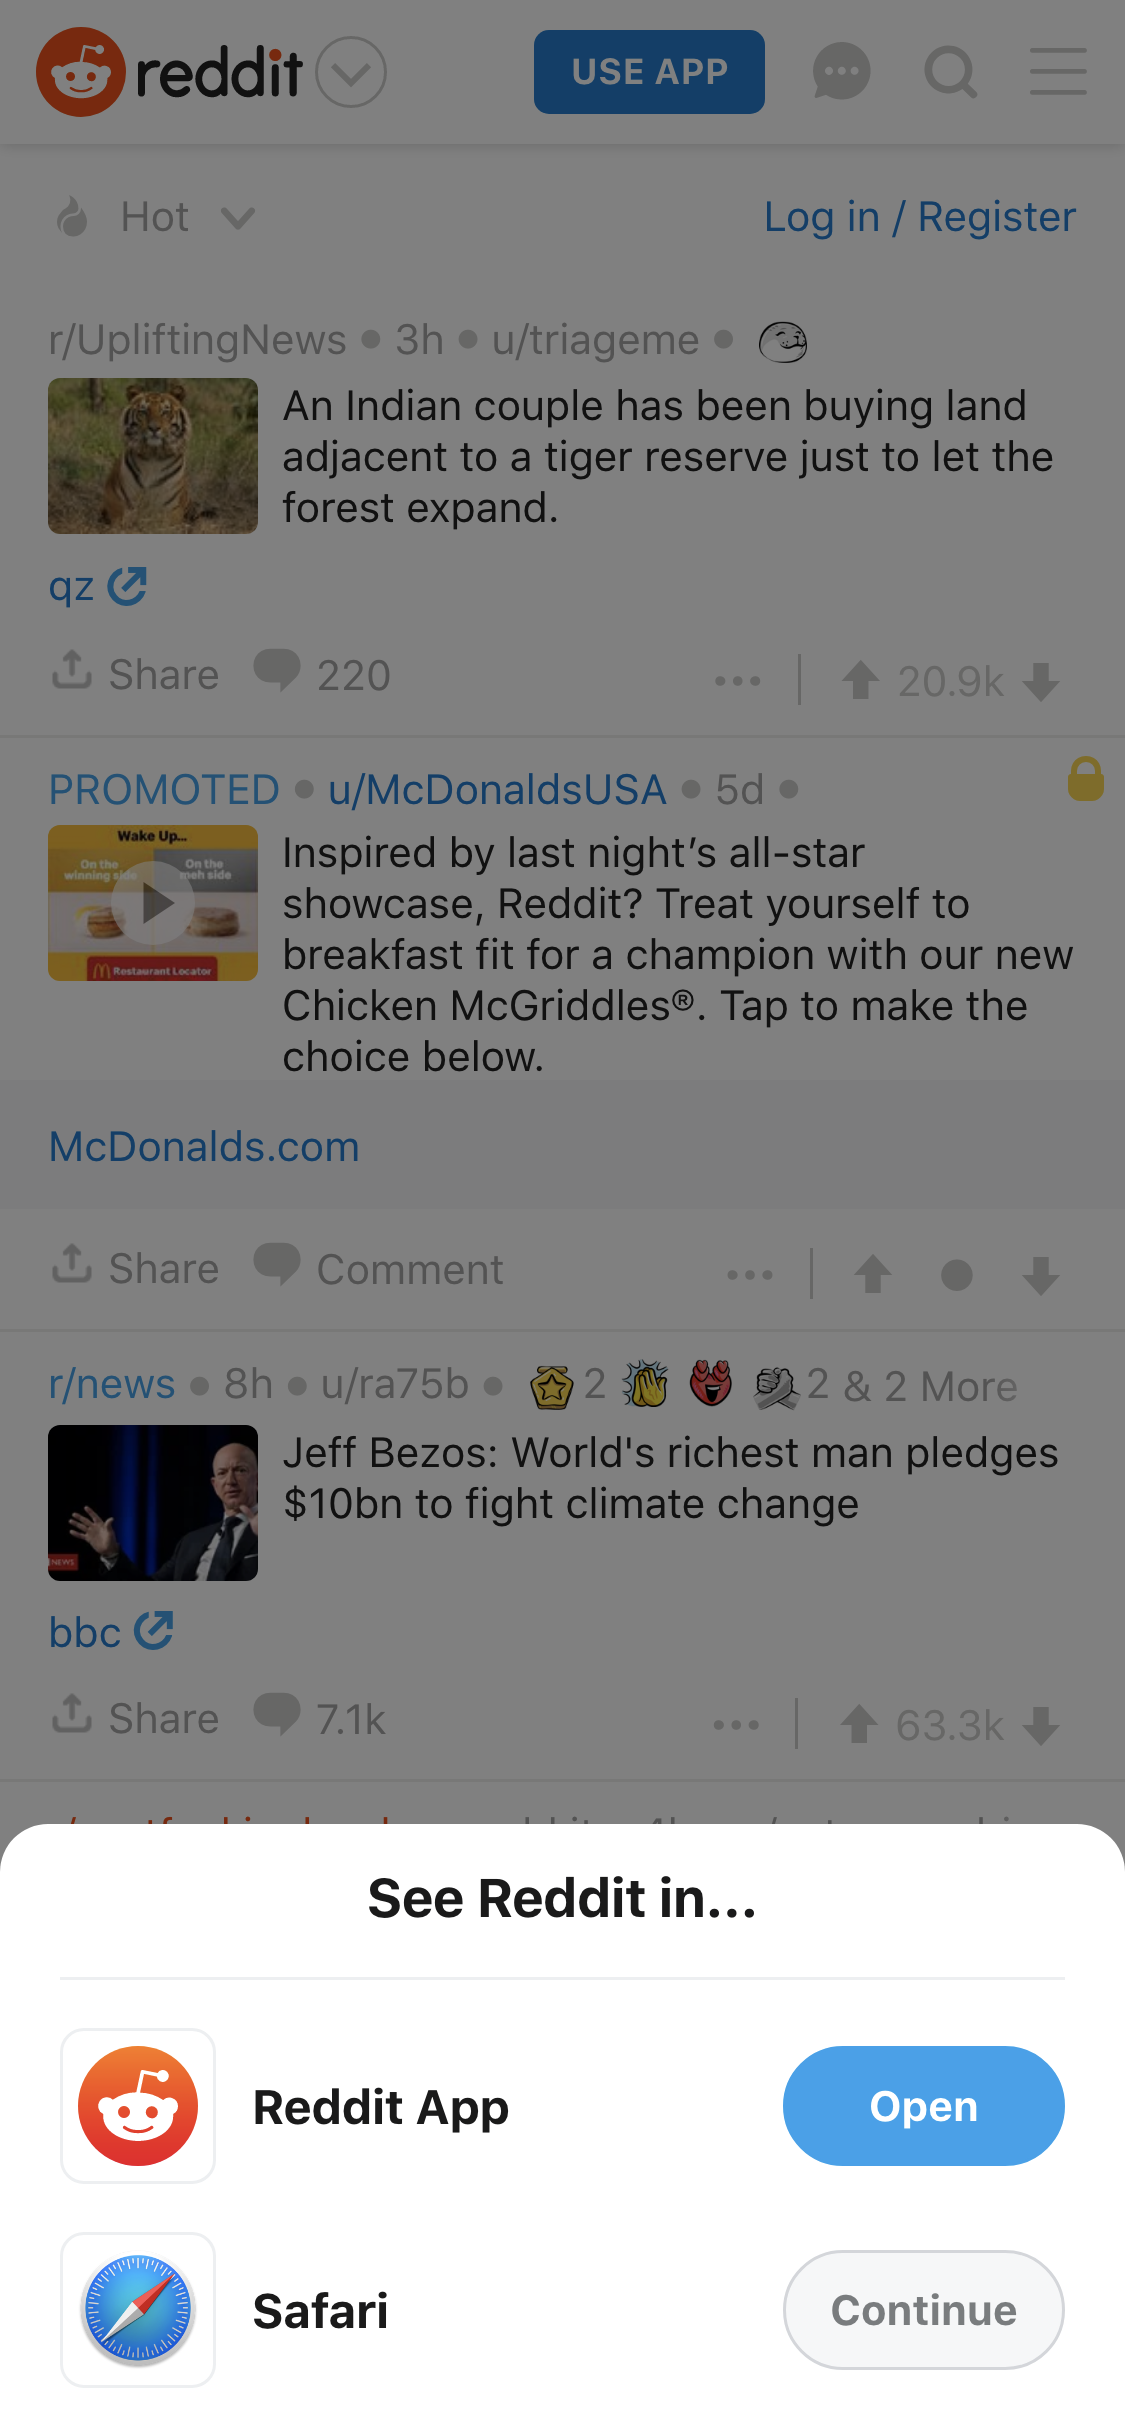 reddit
USE APP
Hot
Log in / Register
r/UpliftingNews • 3h • u/triageme •
An Indian couple has been buying land
adjacent to a tiger reserve just to let the
forest expand.
qz
Share 220 ... 20.9k
PROMOTED • u/McDonaldsUSA • 5d •
Wake Up...
On the
winning side
On the
meh side
Restaurant Locator
Inspired by last night’s all-star
showcase, Reddit? Treat yourself to
breakfast fit for a champion with our new
Chicken McGriddles®. Tap to make the
choice below.
McDonalds.com
Share Comment ...
r/news • 8h • u/ra75b • 2 2 & 2 More
NEWS
Jeff Bezos: World's richest man pledges
$10bn to fight climate change
bbc
Share 7.1k ... 63.3k
See Reddit in...
Reddit App
Open
Safari
Continue